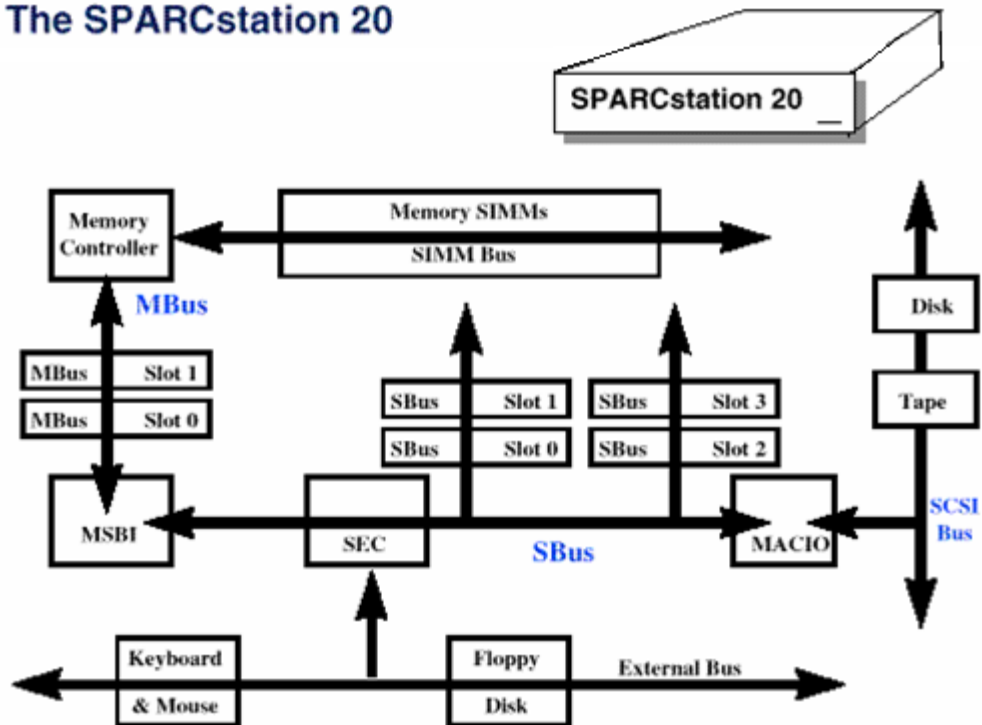 The SPARCstation 20
SPARCstation 20 _
Memory
Controller
Memory SIMMs
SIMM Bus
MBus
Disk
MBus Slot 1
MBus Slot 0
SBus Slot 1
SBus Slot 0
SBus Slot 3
SBus Slot 2
Tape
MSBI
SEC
SBus
MACIO
SCSI
Bus
Keyboard
& Mouse
Floppy
Disk
External Bus